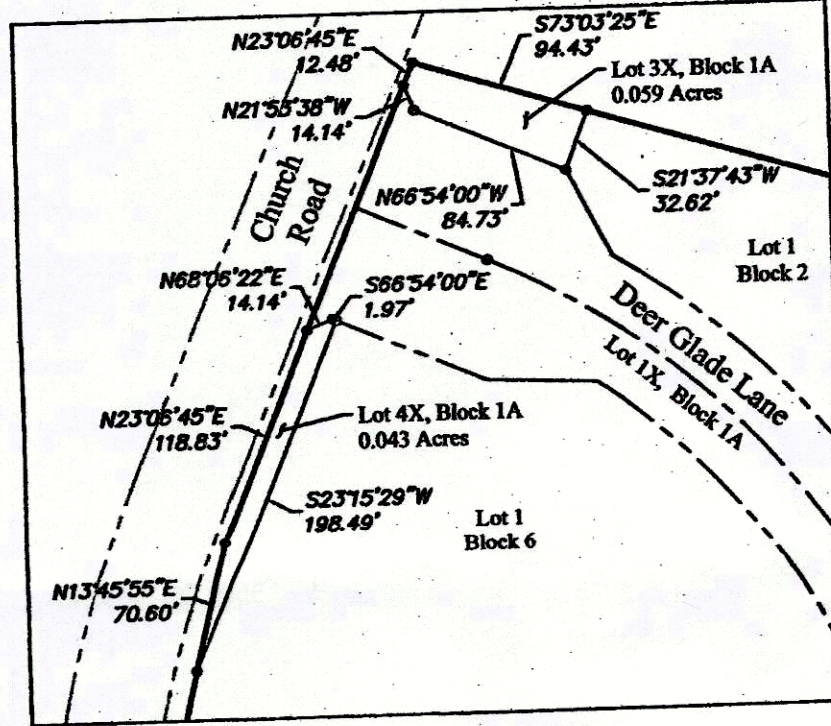 N23°06'45"E
12.48'
S73°03'25"E
94.43'
Lot 3X, Block 1A
0.059 Acres
N21°53'38"W
14.14'
S21°37'43"W
32.62'
N66°54'00"W
84.73'
Church
Road
Lot 1
Block 2
N68°06'22"E
14.14'
S66°54'00"E
1.97'
Deer Glade Lane
Lot 1X, Block 1A
N23°06'45"E
118.83'
Lot 4X, Block 1A
0.043 Acres
S23°15'29"W
198.49'
Lot 1
Block 6
N13°45'55"E
70.60'